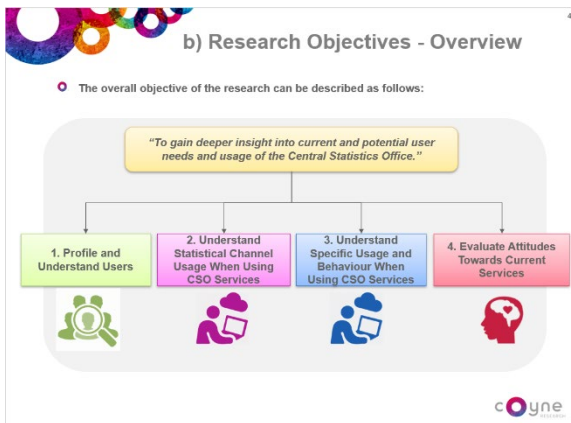 4
b) Research Objectives - Overview
The overall objective of the research can be described as follows:
“To gain deeper insight into current and potential user
needs and usage of the Central Statistics Office.”
1. Profile and
Understand Users
2. Understand
Statistical Channel
Usage When Using
CSO Services
3. Understand
Specific Usage and
Behaviour When
Using CSO Services
4. Evaluate Attitudes
Towards Current
Services
coyne
RESEARCH